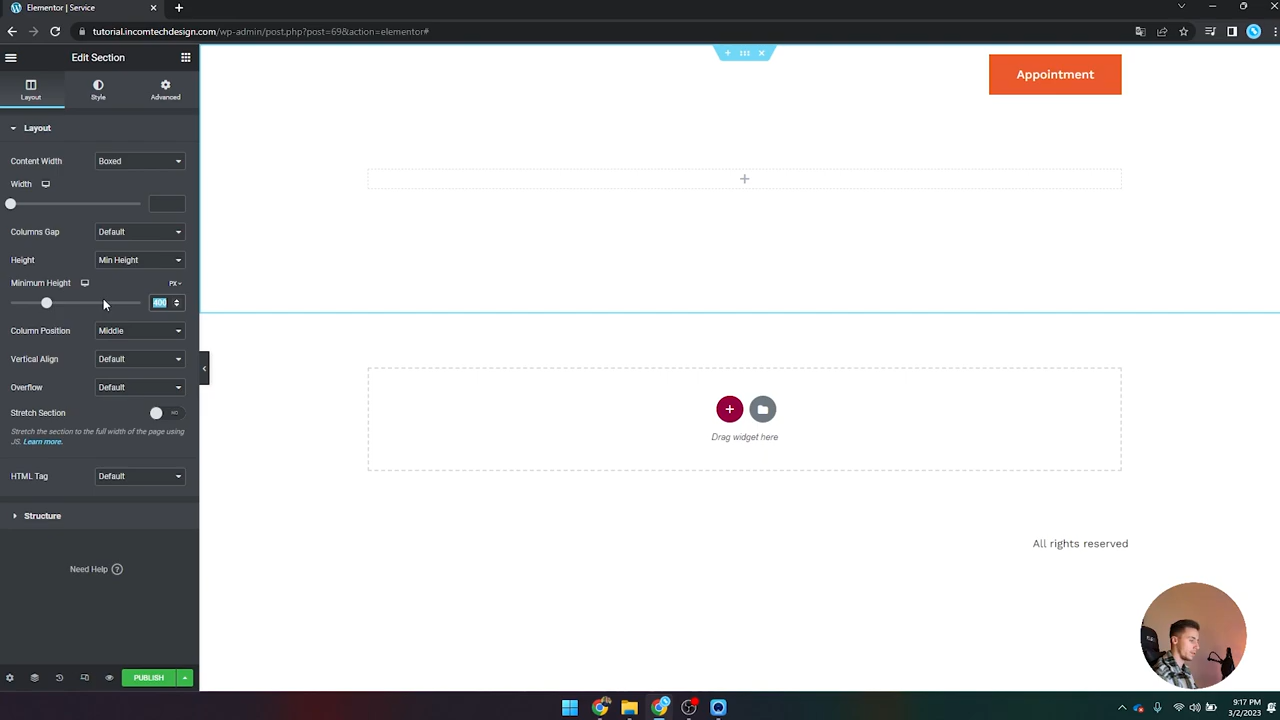 Elementor | Service
tutorial.incomtechdesign.com/wp-admin/post.php?post=69&action=elementor#
Edit Section
Layout
Style
Advanced
Layout
Content Width
Boxed
Width
Columns Gap
Default
Height
Min Height
Minimum Height
PX
400
Column Position
Middle
Vertical Align
Default
Overflow
Default
Stretch Section
NO
Stretch the section to the full width of the page using
JS. Learn more.
HTML Tag
Default
Structure
Need Help
PUBLISH
Appointment
Drag widget here
All rights reserved
9:17 PM
3/2/2023